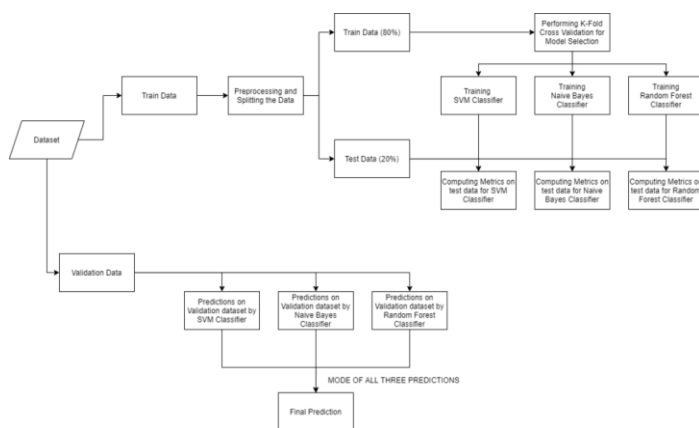 Dataset
Train Data
Preprocessing and
Splitting the Data
Train Data (80%)
Performing K-Fold
Cross Validation for
Model Selection
Training
SVM Classifier
Training
Naive Bayes
Classifier
Training
Random Forest
Classifier
Test Data (20%)
Computing Metrics on
test data for SVM
Classifier
Computing Metrics on
test data for Naive
Bayes Classifier
Computing Metrics on
test data for Random
Forest Classifier
Validation Data
Predictions on
Validation dataset by
SVM Classifier
Predictions on
Validation dataset by
Naive Bayes
Classifier
Predictions on
Validation dataset by
Random Forest
Classifier
MODE OF ALL THREE PREDICTIONS
Final Prediction